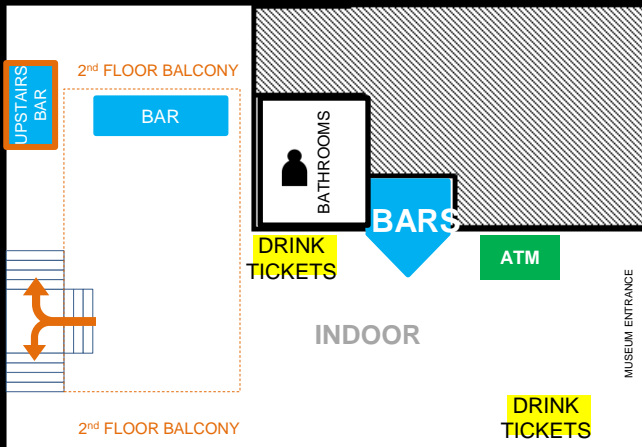 2nd FLOOR BALCONY
UPSTAIRS
BAR
BAR
BATHROOMS
BARS
DRINK
TICKETS
ATM
INDOOR
MUSEUM ENTRANCE
DRINK
TICKETS
2nd FLOOR BALCONY